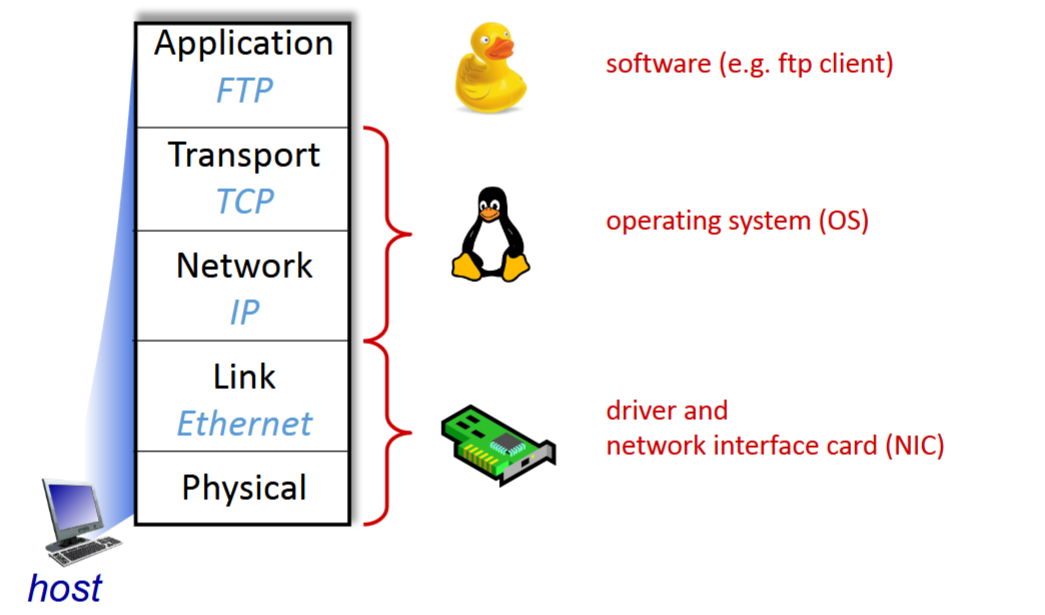 Application
FTP
software (e.g. ftp client)
Transport
TCP
operating system (OS)
Network
IP
Link
Ethernet
driver and
network interface card (NIC)
Physical
host